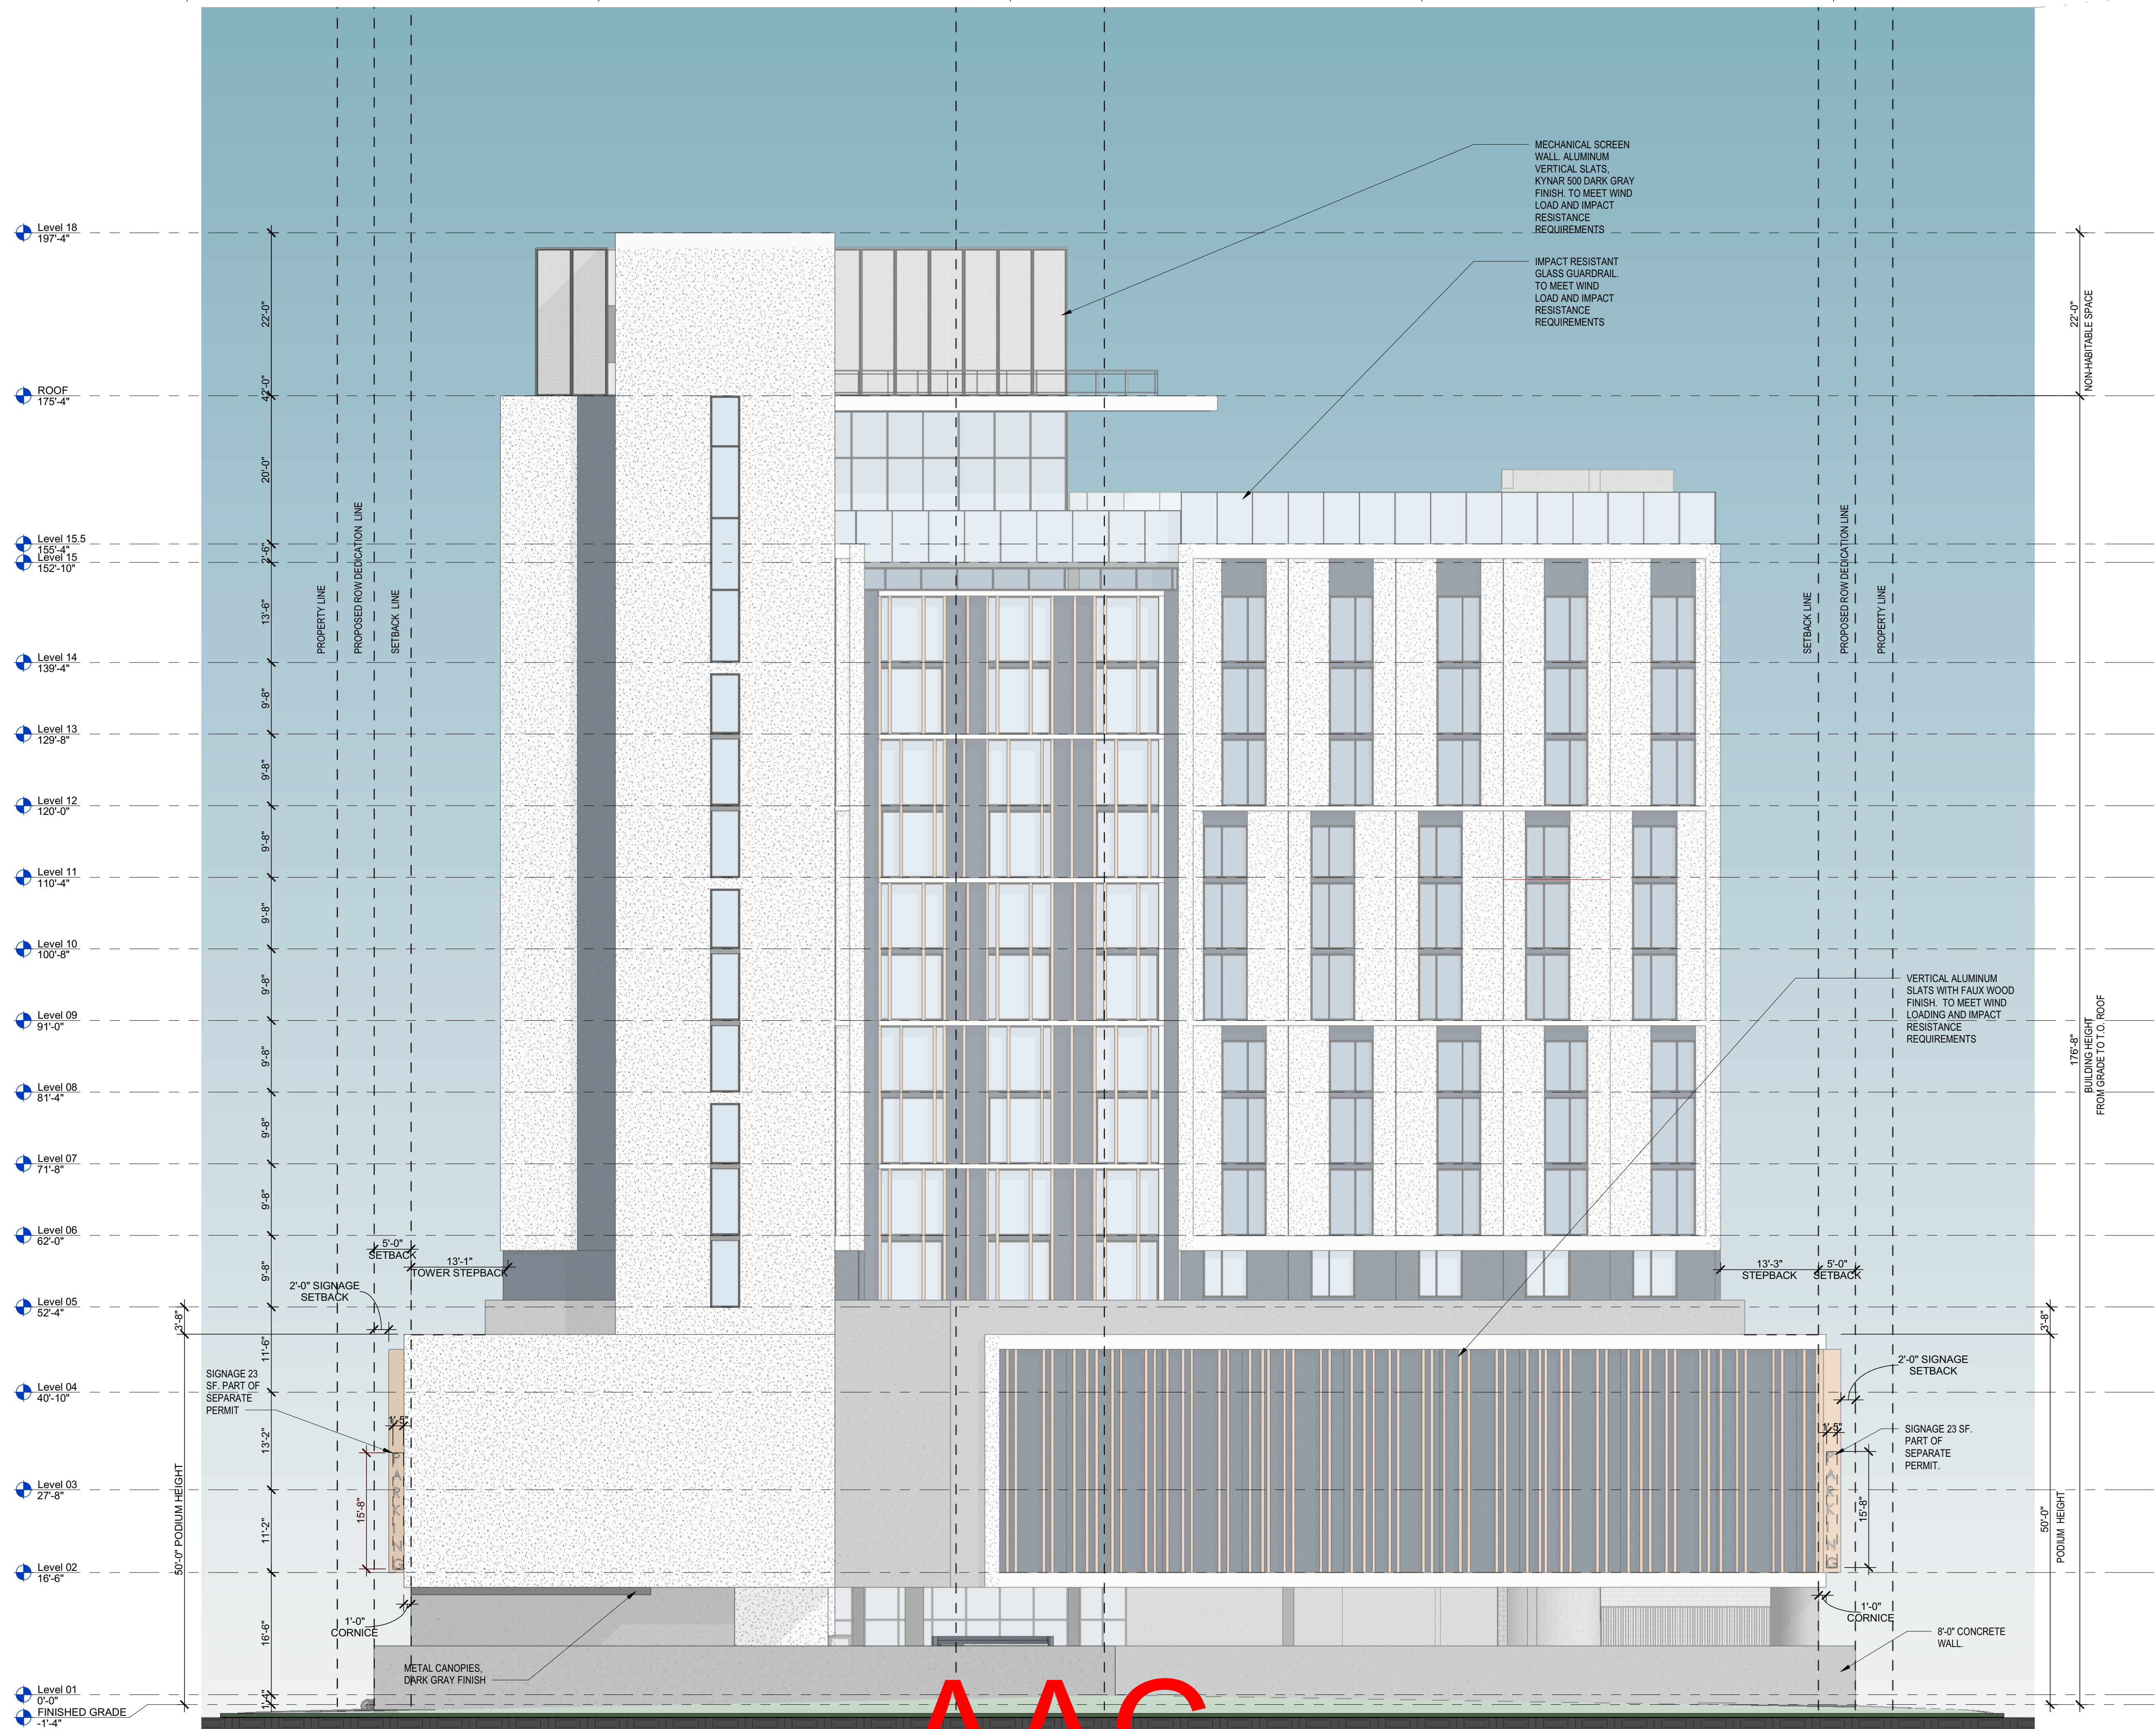 MECHANICAL SCREEN
WALL. ALUMINUM
VERTICAL SLATS,
KYNAR 500 DARK GRAY
FINISH. TO MEET WIND
LOAD AND IMPACT
RESISTANCE
REQUIREMENTS
IMPACT RESISTANT
GLASS GUARDRAIL.
TO MEET WIND
LOAD AND IMPACT
RESISTANCE
REQUIREMENTS
Level 18
197'-4"
ROOF
175'-4"
Level 15.5
155'-4"
Level 15
152'-10"
Level 14
139'-4"
Level 13
129'-8"
Level 12
120'-0"
Level 11
110'-4"
Level 10
100'-8"
Level 09
91'-0"
Level 08
81'-4"
Level 07
71'-8"
Level 06
62'-0"
Level 05
52'-4"
Level 04
40'-10"
Level 03
27'-8"
Level 02
16'-6"
Level 01
0'-0"
FINISHED GRADE
-1'-4"
22'-0"
42'-0"
20'-0"
2'-6"
13'-6"
9'-8"
9'-8"
9'-8"
9'-8"
9'-8"
9'-8"
9'-8"
9'-8"
9'-8"
11'-6"
13'-2"
11'-2"
16'-6"
1'-4"
PROPERTY LINE
PROPOSED ROW DEDICATION LINE
SETBACK LINE
SETBACK LINE
PROPOSED ROW DEDICATION LINE
PROPERTY LINE
22'-0"
NON-HABITABLE SPACE
176'-8"
BUILDING HEIGHT
FROM GRADE TO T.O. ROOF
VERTICAL ALUMINUM
SLATS WITH FAUX WOOD
FINISH. TO MEET WIND
LOADING AND IMPACT
RESISTANCE
REQUIREMENTS
5'-0"
SETBACK
13'-1"
TOWER STEPBACK
2'-0" SIGNAGE
SETBACK
3'-8"
50'-0" PODIUM HEIGHT
SIGNAGE 23
SF. PART OF
SEPARATE
PERMIT
1'-5"
15'-8"
PARKING
1'-0"
CORNICE
METAL CANOPIES,
DARK GRAY FINISH
13'-3"
STEPBACK
5'-0"
SETBACK
3'-8"
2'-0" SIGNAGE
SETBACK
1'-5"
SIGNAGE 23 SF.
PART OF
SEPARATE
PERMIT.
PARKING
15'-8"
50'-0"
PODIUM HEIGHT
1'-0"
CORNICE
8'-0" CONCRETE
WALL.